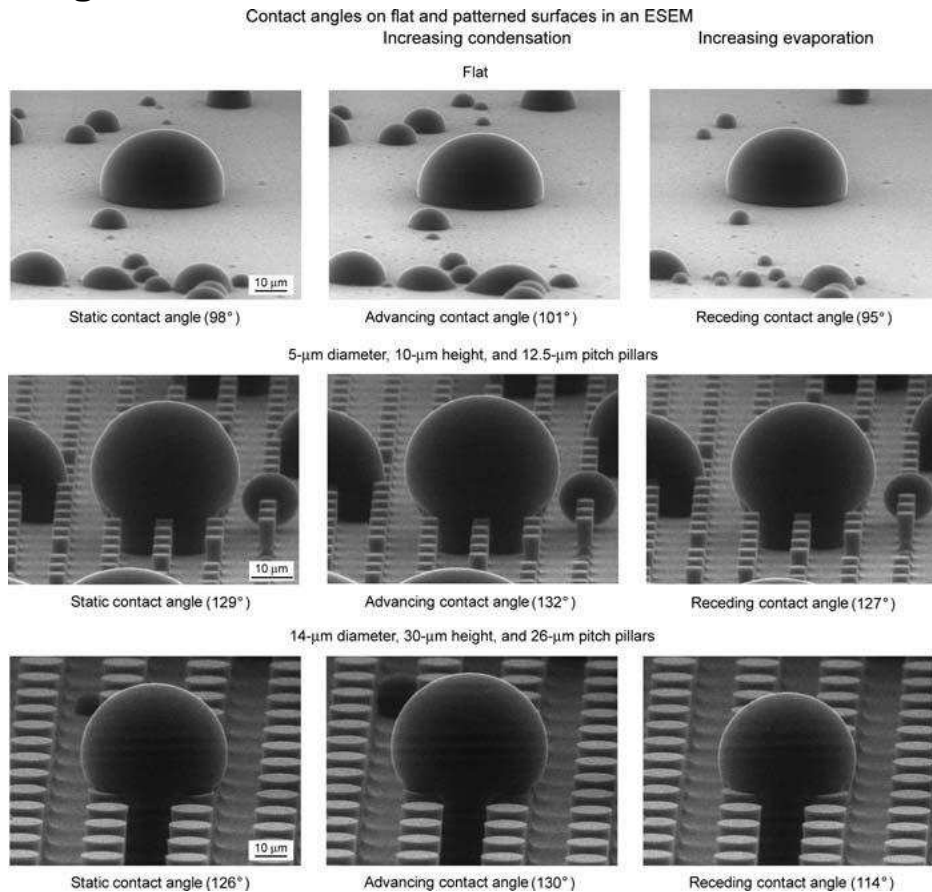 Contact angles on flat and patterned surfaces in an ESEM
Increasing condensation Increasing evaporation
Flat
10 μm
Static contact angle (98°) Advancing contact angle (101°) Receding contact angle (95°)
5-μm diameter, 10-μm height, and 12.5-μm pitch pillars
10 μm
Static contact angle (129°) Advancing contact angle (132°) Receding contact angle (127°)
14-μm diameter, 30-μm height, and 26-μm pitch pillars
10 μm
Static contact angle (126°) Advancing contact angle (130°) Receding contact angle (114°)